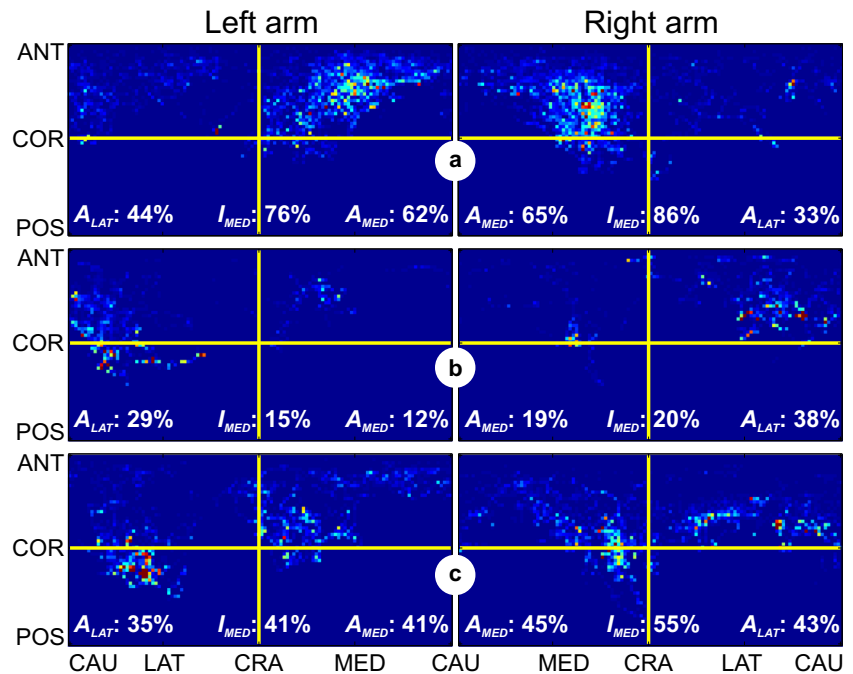 Left arm Right arm
ANT
COR
a
A_LAT: 44% I_MED: 76% A_MED: 62% A_MED: 65% I_MED: 86% A_LAT: 33%
POS
ANT
COR
b
A_LAT: 29% I_MED: 15% A_MED: 12% A_MED: 19% I_MED: 20% A_LAT: 38%
POS
ANT
COR
c
A_LAT: 35% I_MED: 41% A_MED: 41% A_MED: 45% I_MED: 55% A_LAT: 43%
POS
CAU LAT CRA MED CAU MED CRA LAT CAU